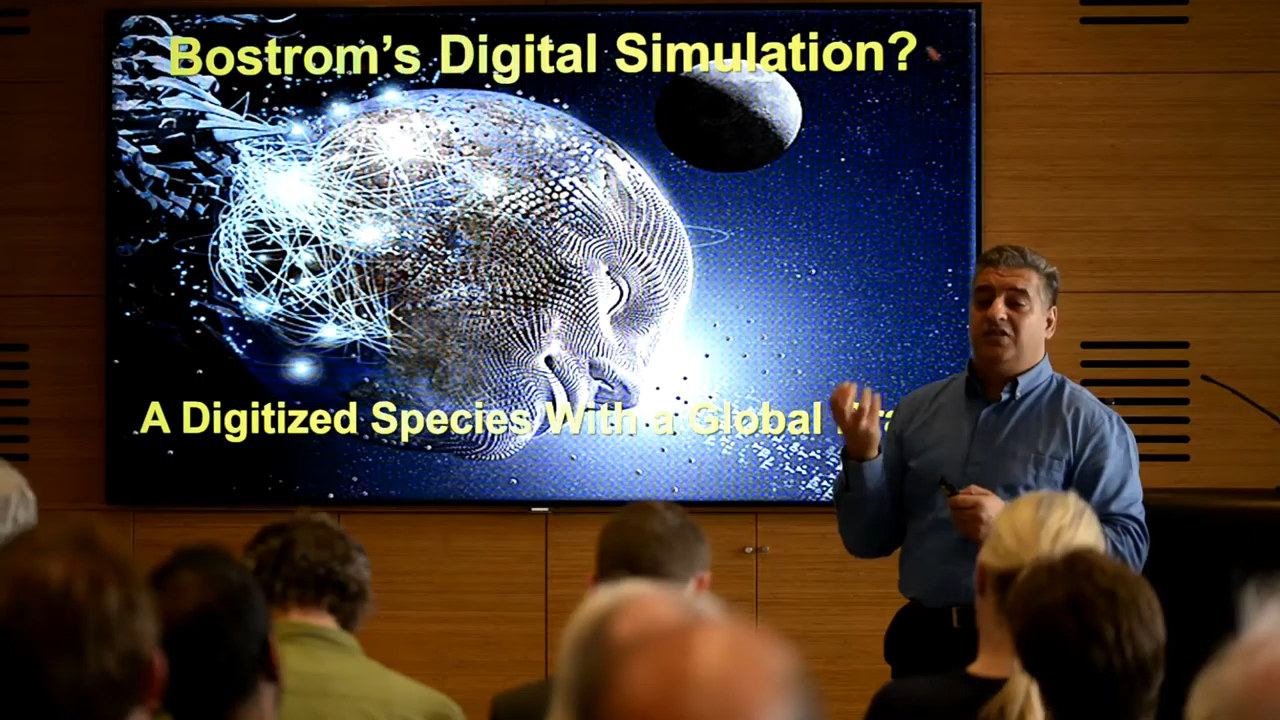 Bostrom's Digital Simulation?
A Digitized Species With a Global